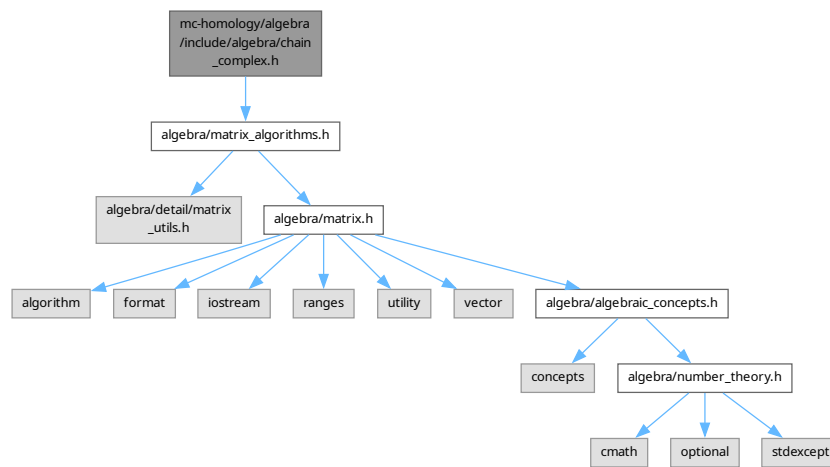 mc-homology/algebra
/include/algebra/chain
_complex.h
algebra/matrix_algorithms.h
algebra/detail/matrix
_utils.h
algebra/matrix.h
algorithm
format
iostream
ranges
utility
vector
algebra/algebraic_concepts.h
concepts
algebra/number_theory.h
cmath
optional
stdexcept